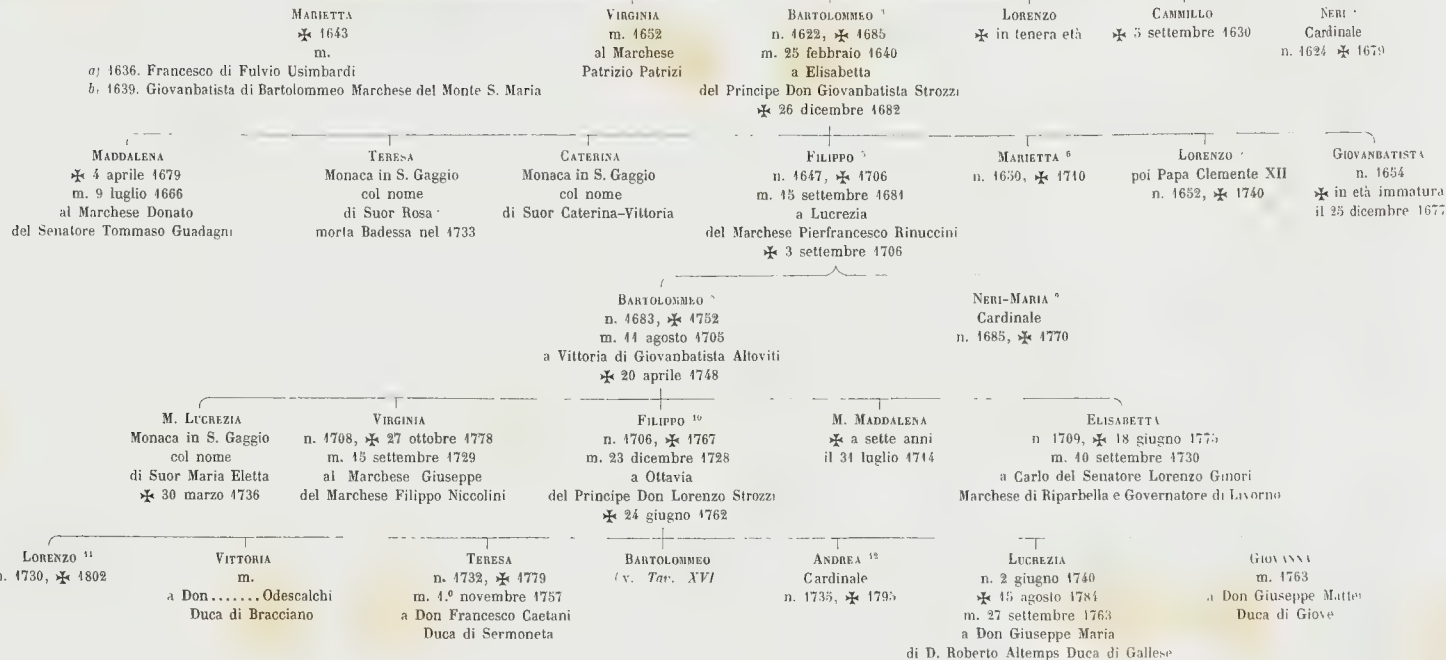 MARIETTA
✠ 1643
m.
a) 1636. Francesco di Fulvio Usimbardi
b, 1639. Giovanbatista di Bartolommeo Marchese del Monte S. Maria
VIRGINIA
m. 1652
al Marchese
Patrizio Patrizi
BARTOLOMMEO
n. 1622, ✠ 1685
m. 25 febbraio 1640
a Elisabetta
del Principe Don Giovanbatista Strozzi
✠ 26 dicembre 1682
LORENZO
✠ in tenera età
CAMMILLO
✠ 5 settembre 1630
NERI
Cardinale
n. 1624 ✠ 1679
MADDALENA
✠ 4 aprile 1679
m. 9 luglio 1666
al Marchese Donato
del Senatore Tommaso Guadagni
TERESA
Monaca in S. Gaggio
col nome
di Suor Rosa
morta Badessa nel 1733
CATERINA
Monaca in S. Gaggio
col nome
di Suor Caterina-Vittoria
FILIPPO
n. 1647, ✠ 1706
m. 15 settembre 1681
a Lucrezia
del Marchese Pierfrancesco Rinuccini
✠ 3 settembre 1706
MARIETTA 6
n. 1650, ✠ 1710
LORENZO
poi Papa Clemente XII
n. 1652, ✠ 1740
GIOVANBATISTA
n. 1654
✠ in età immatura
il 25 dicembre 1677
BARTOLOMMEO
n. 1683, ✠ 1752
m. 11 agosto 1705
a Vittoria di Giovanbatista Altoviti
✠ 20 aprile 1748
NERI-MARIA
Cardinale
n. 1685, ✠ 1770
M. LUCREZIA
Monaca in S. Gaggio
col nome
di Suor Maria Eletta
✠ 30 marzo 1736
VIRGINIA
n. 1708, ✠ 27 ottobre 1778
m. 15 settembre 1729
al Marchese Giuseppe
del Marchese Filippo Niccolini
FILIPPO 10
n. 1706, ✠ 1767
m. 23 dicembre 1728
a Ottavia
del Principe Don Lorenzo Strozzi
✠ 24 giugno 1762
M. MADDALENA
✠ a sette anni
il 31 luglio 1714
ELISABETTA
n 1709, ✠ 18 giugno 1775
m. 10 settembre 1730
a Carlo del Senatore Lorenzo Ginori
Marchese di Riparbella e Governatore di Livorno
LORENZO 11
n. 1730, ✠ 1802
VITTORIA
m.
a Don.......Odescalchi
Duca di Bracciano
TERESA
n. 1732, ✠ 1779
m. 1.º novembre 1757
a Don Francesco Caetani
Duca di Sermoneta
BARTOLOMMEO
(v. Tav. XVI
ANDREA 12
Cardinale
n. 1735, ✠ 1795
LUCREZIA
n. 2 giugno 1740
✠ 15 agosto 1784
m. 27 settembre 1763
a Don Giuseppe Maria
di D. Roberto Altemps Duca di Gallese
GIOVANNA
m. 1763
a Don Giuseppe Mattei
Duca di Giove